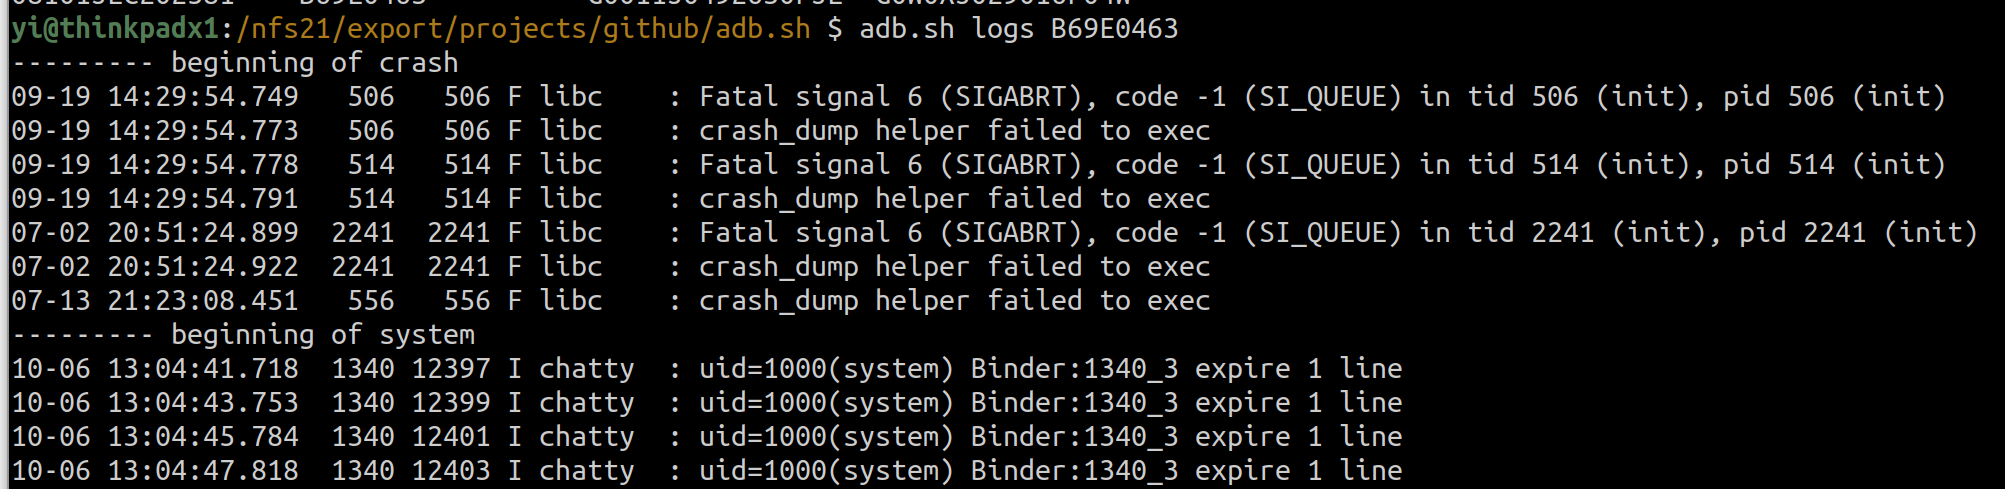 yi@thinkpadx1:/nfs21/export/projects/github/adb.sh $ adb.sh logs B69E0463
--------- beginning of crash
09-19 14:29:54.749   506   506 F libc    : Fatal signal 6 (SIGABRT), code -1 (SI_QUEUE) in tid 506 (init), pid 506 (init)
09-19 14:29:54.773   506   506 F libc    : crash_dump helper failed to exec
09-19 14:29:54.778   514   514 F libc    : Fatal signal 6 (SIGABRT), code -1 (SI_QUEUE) in tid 514 (init), pid 514 (init)
09-19 14:29:54.791   514   514 F libc    : crash_dump helper failed to exec
07-02 20:51:24.899  2241  2241 F libc    : Fatal signal 6 (SIGABRT), code -1 (SI_QUEUE) in tid 2241 (init), pid 2241 (init)
07-02 20:51:24.922  2241  2241 F libc    : crash_dump helper failed to exec
07-13 21:23:08.451   556   556 F libc    : crash_dump helper failed to exec
--------- beginning of system
10-06 13:04:41.718  1340 12397 I chatty  : uid=1000(system) Binder:1340_3 expire 1 line
10-06 13:04:43.753  1340 12399 I chatty  : uid=1000(system) Binder:1340_3 expire 1 line
10-06 13:04:45.784  1340 12401 I chatty  : uid=1000(system) Binder:1340_3 expire 1 line
10-06 13:04:47.818  1340 12403 I chatty  : uid=1000(system) Binder:1340_3 expire 1 line